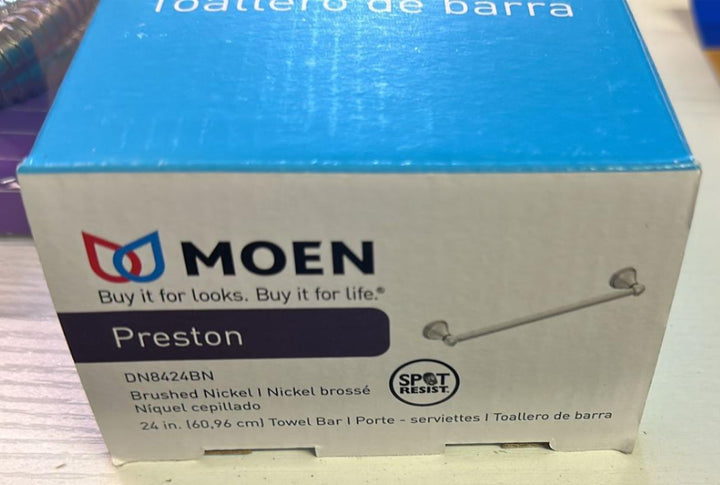 Toallero de barra
MOEN
Buy it for looks. Buy it for life.®
Preston
DN8424BN
Brushed Nickel | Nickel brossé
Níquel cepillado
SPOT
RESIST™
24 in. (60,96 cm) Towel Bar | Porte - serviettes | Toallero de barra